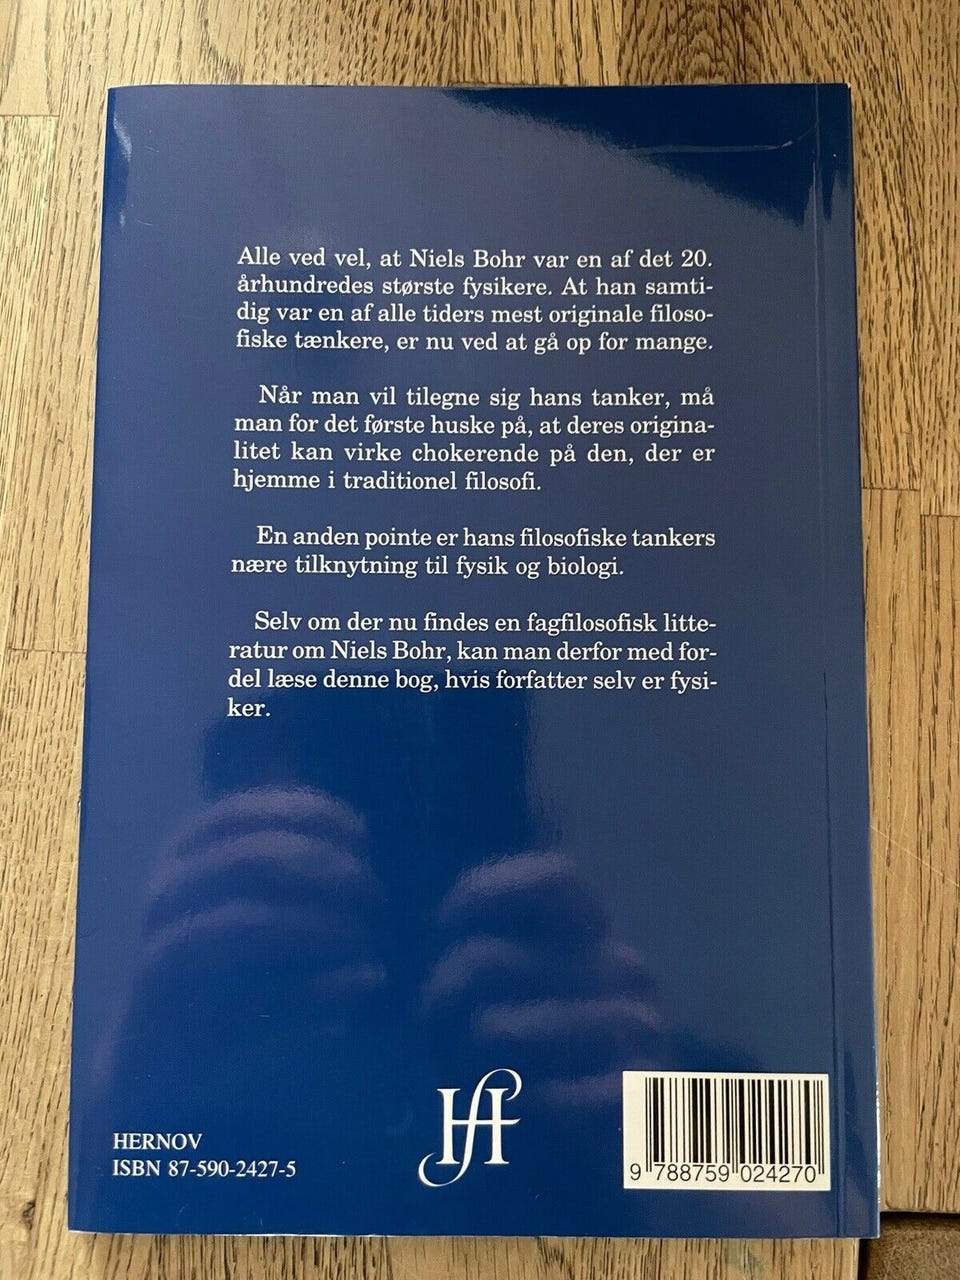 Alle ved vel, at Niels Bohr var en af det 20.
århundredes største fysikere. At han samti-
dig var en af alle tiders mest originale filoso-
fiske tænkere, er nu ved at gå op for mange.
Når man vil tilegne sig hans tanker, må
man for det første huske på, at deres origina-
litet kan virke chokerende på den, der er
hjemme i traditionel filosofi.
En anden pointe er hans filosofiske tankers
nære tilknytning til fysik og biologi.
Selv om der nu findes en fagfilosofisk litte-
ratur om Niels Bohr, kan man derfor med for-
del læse denne bog, hvis forfatter selv er fysi-
ker.
HERNOV
ISBN 87-590-2427-5
H
9 788759 024270